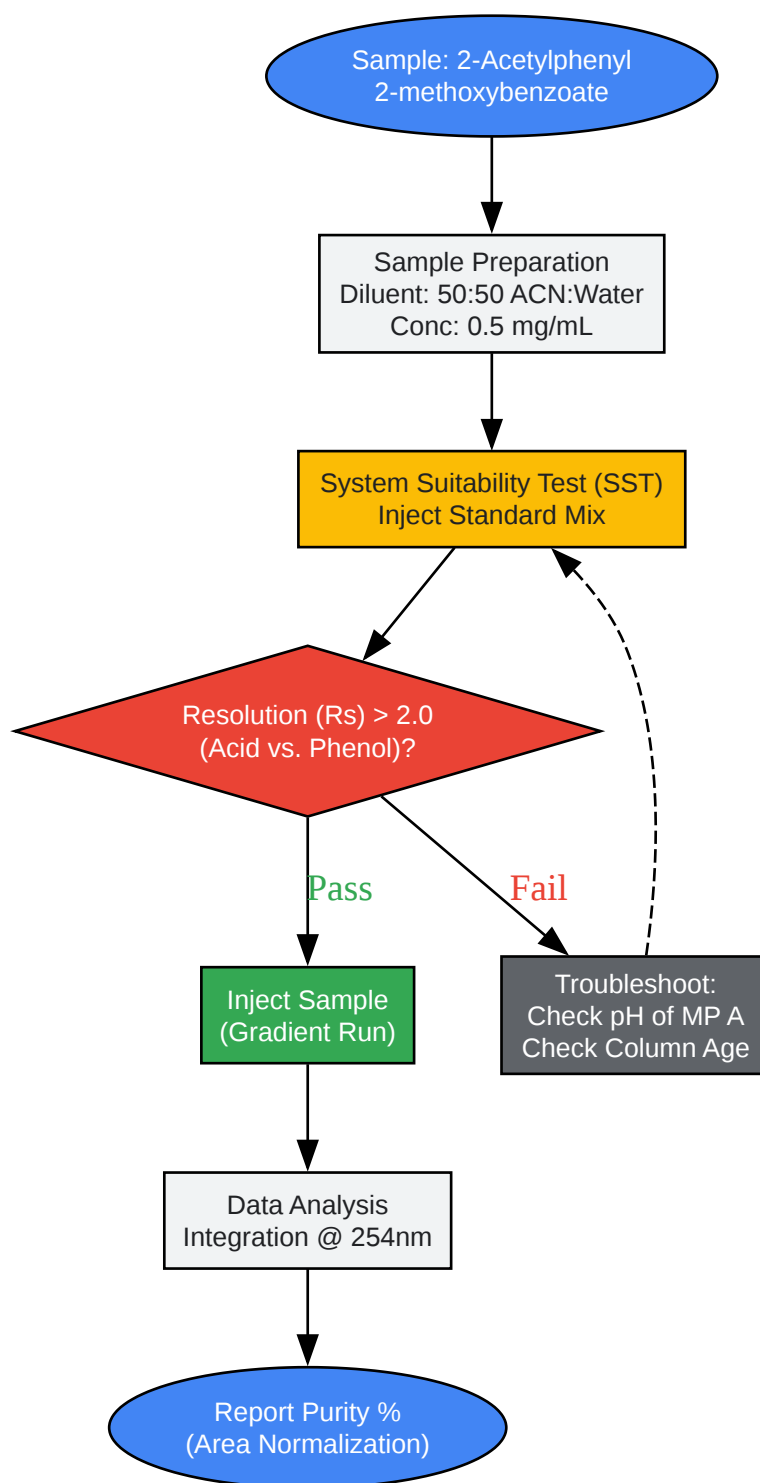 Sample: 2-Acetylphenyl
2-methoxybenzoate
Sample Preparation
Diluent: 50:50 ACN:Water
Conc: 0.5 mg/mL
System Suitability Test (SST)
Inject Standard Mix
Resolution (Rs) > 2.0
(Acid vs. Phenol)?
Pass
Fail
Inject Sample
(Gradient Run)
Troubleshoot:
Check pH of MP A
Check Column Age
Data Analysis
Integration @ 254nm
Report Purity %
(Area Normalization)